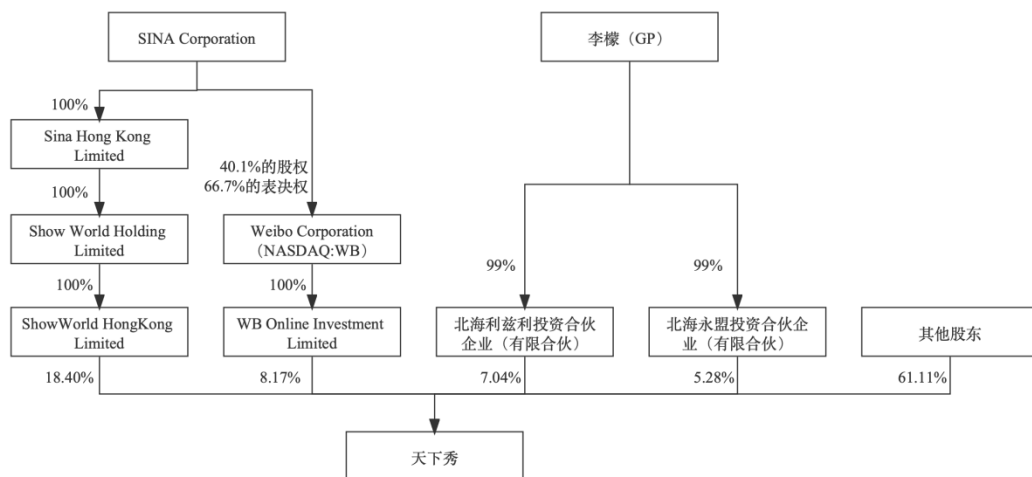 SINA Corporation
李檬（GP）
100%
Sina Hong Kong
Limited
40.1%的股权
66.7%的表决权
100%
Show World Holding
Limited
Weibo Corporation
（NASDAQ:WB）
99%
99%
100%
100%
ShowWorld HongKong
Limited
WB Online Investment
Limited
北海利兹利投资合伙
企业（有限合伙）
北海永盟投资合伙企
业（有限合伙）
其他股东
18.40%
8.17%
7.04%
5.28%
61.11%
天下秀